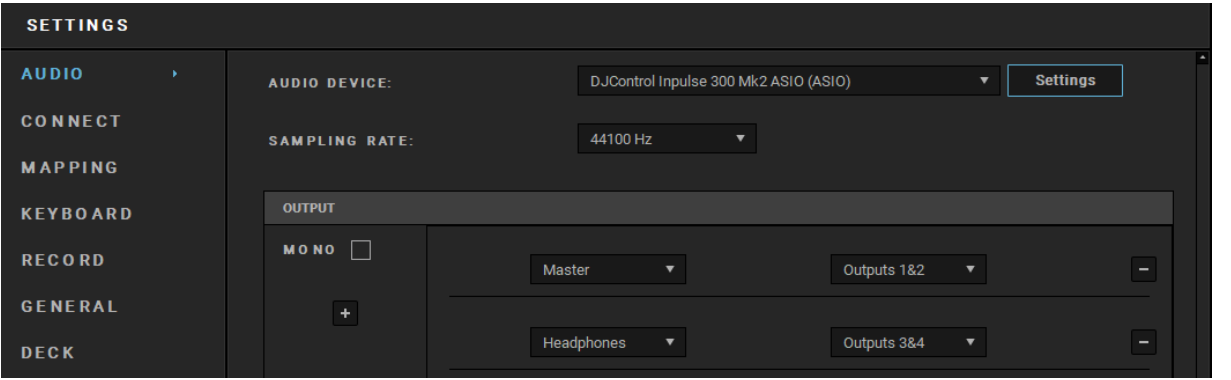 SETTINGS
AUDIO
AUDIO DEVICE: DJControl Inpulse 300 Mk2 ASIO (ASIO) Settings
CONNECT
SAMPLING RATE: 44100 Hz
MAPPING
KEYBOARD
OUTPUT
RECORD
MONO
Master Outputs 1&2
GENERAL
DECK
Headphones Outputs 3&4